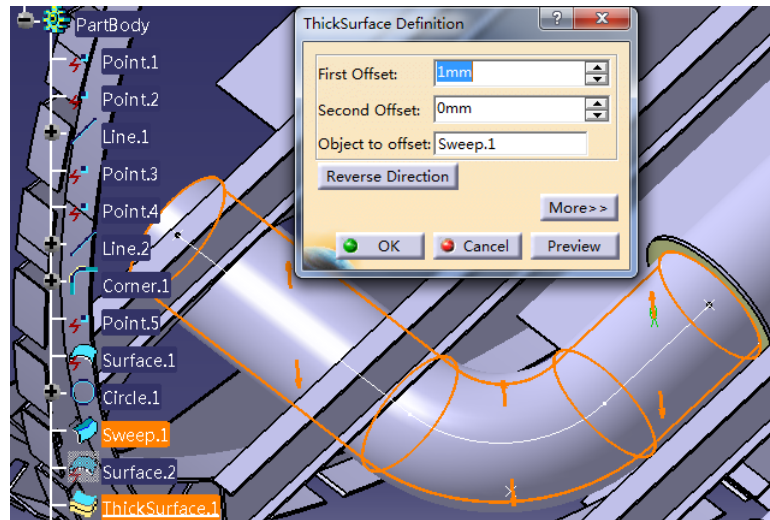 PartBody
Point.1
Point.2
Line.1
Point.3
Point.4
Line.2
Corner.1
Point.5
Surface.1
Circle.1
Sweep.1
Surface.2
ThickSurface.1
ThickSurface Definition
First Offset: 1mm
Second Offset: 0mm
Object to offset: Sweep.1
Reverse Direction
More>>
OK Cancel Preview